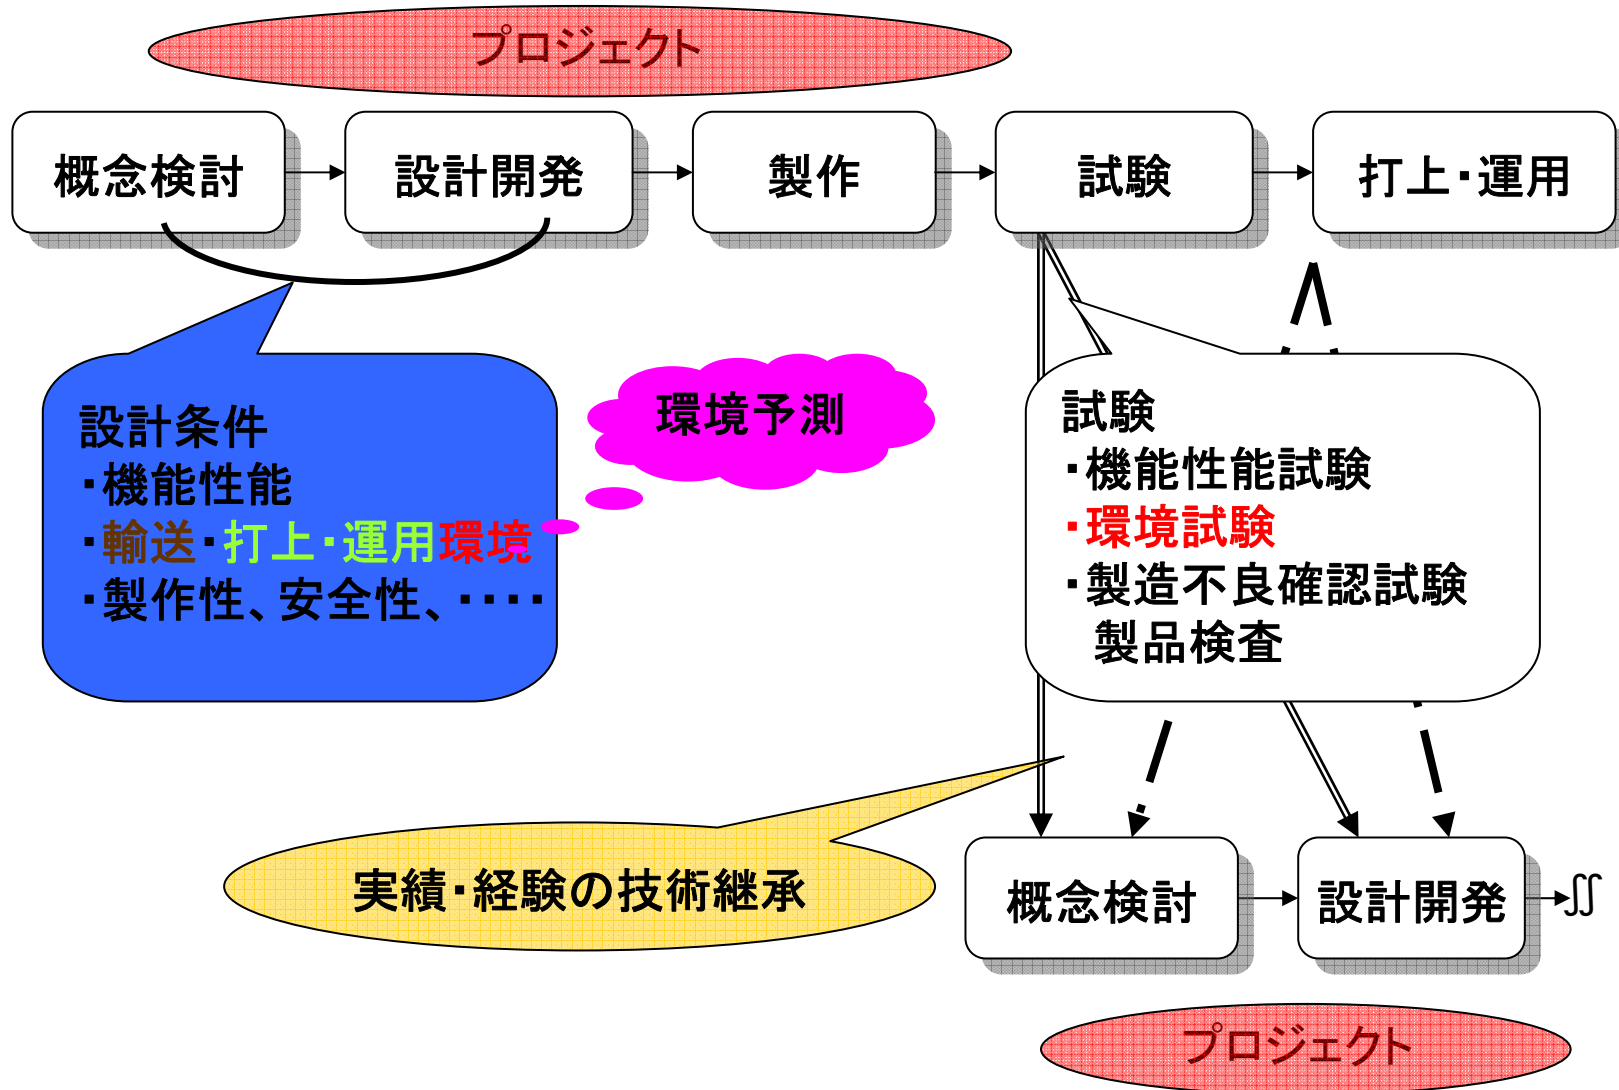 プロジェクト
概念検討
設計開発
製作
試験
打上・運用
設計条件
・機能性能
・輸送・打上・運用環境
・製作性、安全性、・・・・
環境予測
試験
・機能性能試験
・環境試験
・製造不良確認試験
製品検査
実績・経験の技術継承
概念検討
設計開発
∬
プロジェクト